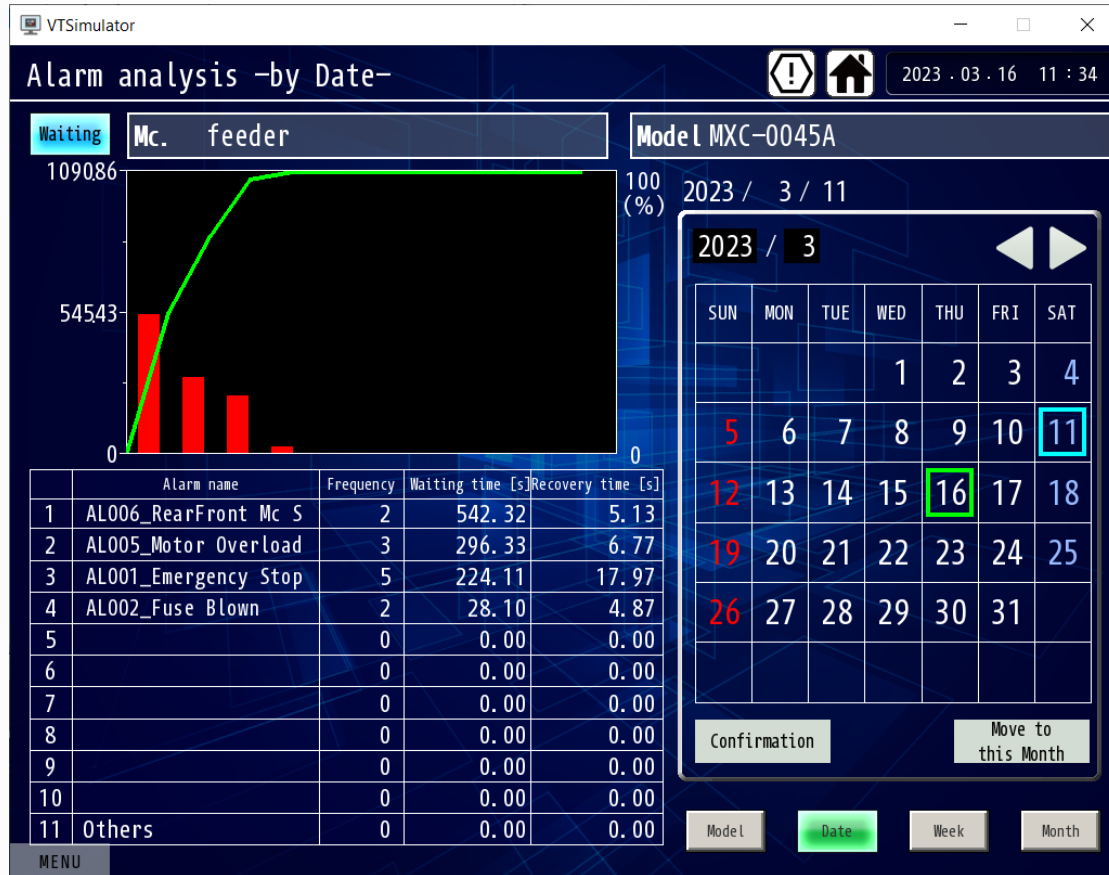 VTSimulator
Alarm analysis -by Date-
2023 . 03 . 16 11 : 34
Waiting
Mc. feeder
Model MXC-0045A
109086
54543
0
100
(%)
0
Alarm name Frequency Waiting time [s] Recovery time [s]
1 AL006_RearFront Mc S 2 542.32 5.13
2 AL005_Motor Overload 3 296.33 6.77
3 AL001_Emergency Stop 5 224.11 17.97
4 AL002_Fuse Blown 2 28.10 4.87
5 0 0.00 0.00
6 0 0.00 0.00
7 0 0.00 0.00
8 0 0.00 0.00
9 0 0.00 0.00
10 0 0.00 0.00
11 Others 0 0.00 0.00
MENU
2023 / 3 / 11
2023 / 3
SUN MON TUE WED THU FRI SAT
1 2 3 4
5 6 7 8 9 10 11
12 13 14 15 16 17 18
19 20 21 22 23 24 25
26 27 28 29 30 31
Confirmation
Move to
this Month
Model Date Week Month